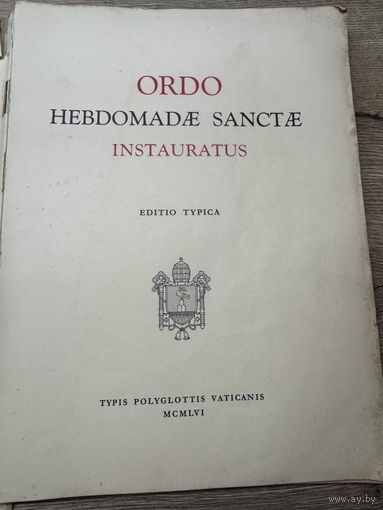 ORDO
HEBDOMADÆ SANCTÆ
INSTAURATUS
EDITIO TYPICA
TYPIS POLYGLOTTIS VATICANIS
MCMLVI
www.ay.by